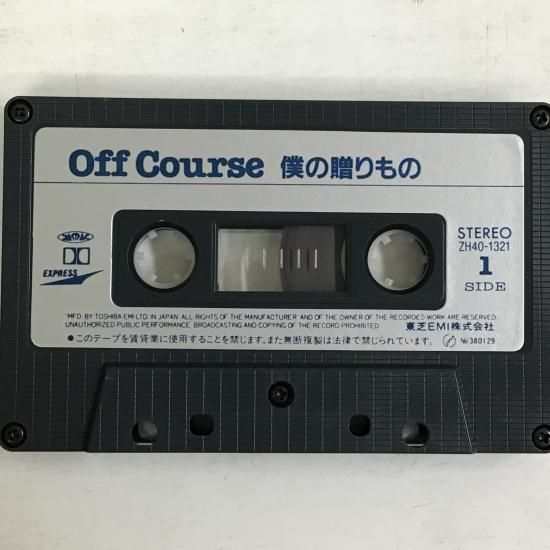 Off Course 僕の贈りもの
STEREO
ZH40-1321
1
SIDE
EXPRESS
MFD. BY TOSHIBA EMI LTD. IN JAPAN. ALL RIGHTS OF THE MANUFACTURER AND OF THE OWNER OF THE RECORDED WORK ARE RESERVED.
UNAUTHORIZED PUBLIC PERFORMANCE. BROADCASTING AND COPYING OF THE RECORD PROHIBITED. 東芝EMI株式会社
●このテープを賃貸業に使用することを禁じます。また無断複製は法律で禁じられています。 No 380129